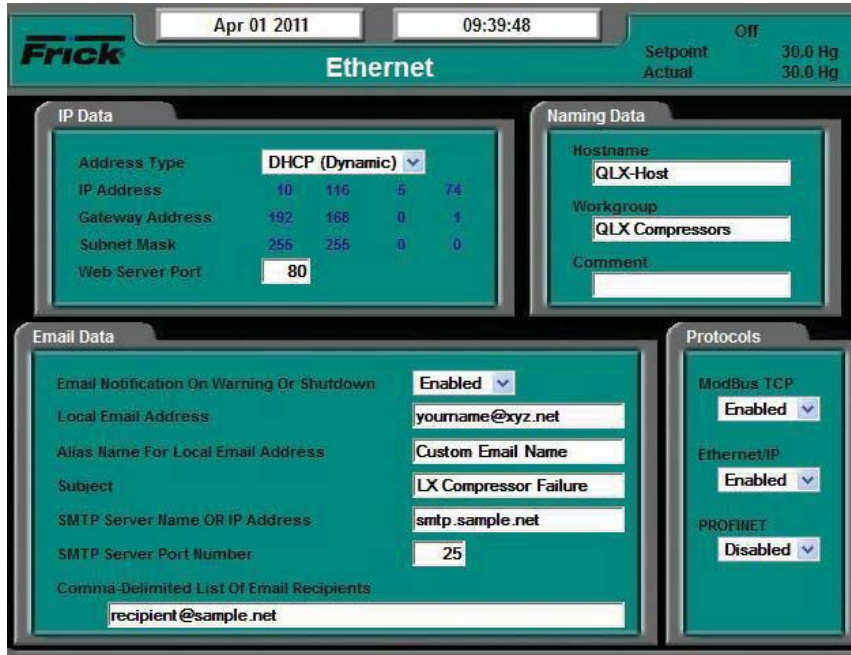 Apr 01 2011 09:39:48
Off
Frick
Ethernet
Setpoint 30.0 Hg
Actual 30.0 Hg
IP Data
Address Type DHCP (Dynamic)
IP Address 10 116 5 74
Gateway Address 192 168 0 1
Subnet Mask 255 255 0 0
Web Server Port 80
Naming Data
Hostname
QLX-Host
Workgroup
QLX Compressors
Comment
Email Data
Email Notification On Warning Or Shutdown Enabled
Local Email Address yourname@xyz.net
Alias Name For Local Email Address Custom Email Name
Subject LX Compressor Failure
SMTP Server Name OR IP Address smtp.sample.net
SMTP Server Port Number 25
Comma-Delimited List Of Email Recipients
recipient@sample.net
Protocols
ModBus TCP
Enabled
Ethernet/IP
Enabled
PROFINET
Disabled